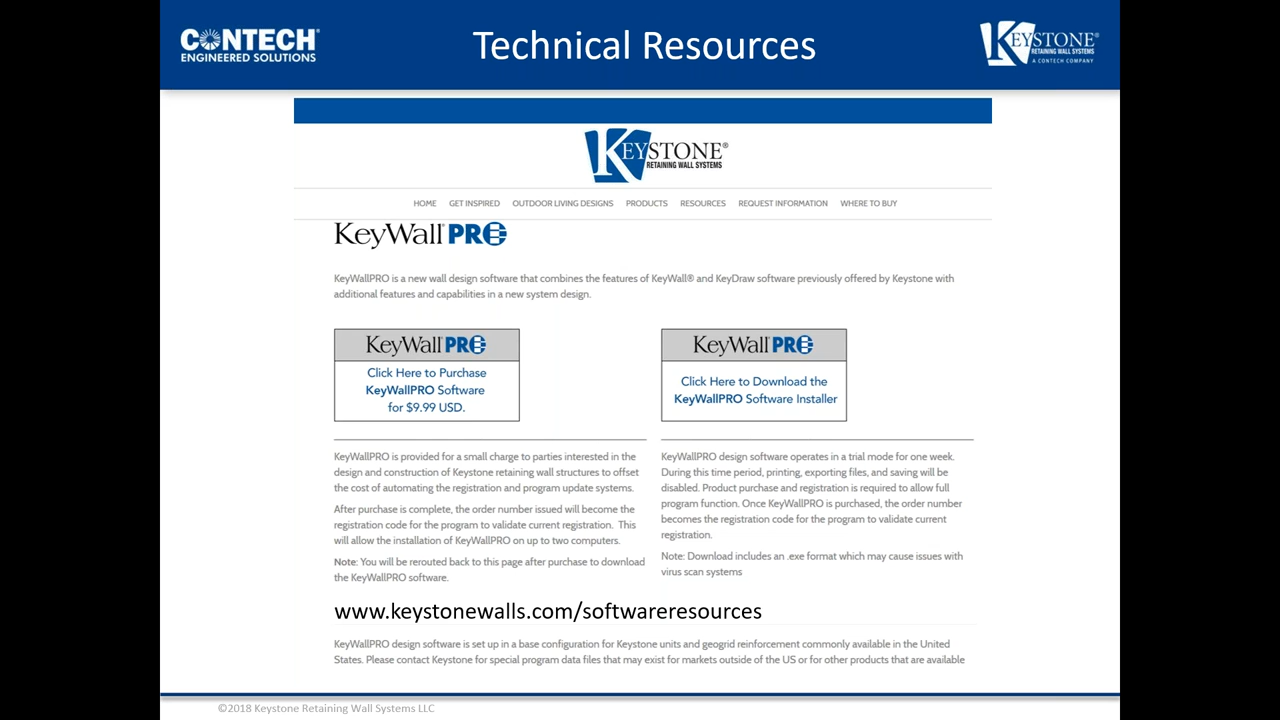 CONTECH®
ENGINEERED SOLUTIONS
Technical Resources
KEYSTONE®
RETAINING WALL SYSTEMS
A CONTECH COMPANY
KEYSTONE®
RETAINING WALL SYSTEMS
HOME GET INSPIRED OUTDOOR LIVING DESIGNS PRODUCTS RESOURCES REQUEST INFORMATION WHERE TO BUY
KeyWall® PRO
KeyWallPRO is a new wall design software that combines the features of KeyWall® and KeyDraw software previously offered by Keystone with
additional features and capabilities in a new system design.
KeyWall® PRO
Click Here to Purchase
KeyWallPRO Software
for $9.99 USD.
KeyWall® PRO
Click Here to Download the
KeyWallPRO Software Installer
KeyWallPRO is provided for a small charge to parties interested in the
design and construction of Keystone retaining wall structures to offset
the cost of automating the registration and program update systems.
After purchase is complete, the order number issued will become the
registration code for the program to validate current registration. This
will allow the installation of KeyWallPRO on up to two computers.
Note: You will be rerouted back to this page after purchase to download
the KeyWallPRO software.
KeyWallPRO design software operates in a trial mode for one week.
During this time period, printing, exporting files, and saving will be
disabled. Product purchase and registration is required to allow full
program function. Once KeyWallPRO is purchased, the order number
becomes the registration code for the program to validate current
registration.
Note: Download includes an .exe format which may cause issues with
virus scan systems
www.keystonewalls.com/softwareresources
KeyWallPRO design software is set up in a base configuration for Keystone units and geogrid reinforcement commonly available in the United
States. Please contact Keystone for special program data files that may exist for markets outside of the US or for other products that are available
©2018 Keystone Retaining Wall Systems LLC